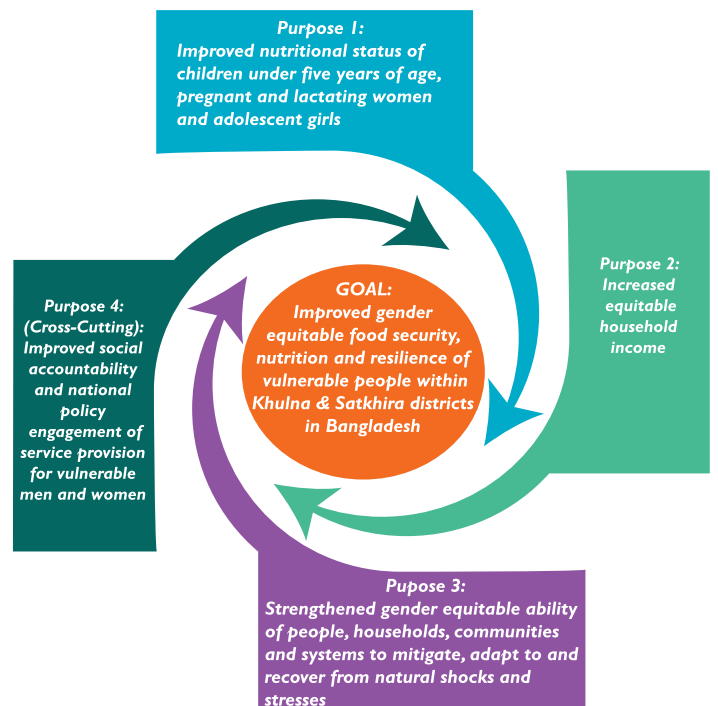 Purpose 1:
Improved nutritional status of
children under five years of age,
pregnant and lactating women
and adolescent girls
Purpose 2:
Increased
equitable
household
income
GOAL:
Improved gender
equitable food security,
nutrition and resilience of
vulnerable people within
Khulna & Satkhira districts
in Bangladesh
Purpose 4:
(Cross-Cutting):
Improved social
accountability
and national
policy
engagement of
service provision
for vulnerable
men and women
Pupose 3:
Strengthened gender equitable ability
of people, households, communities
and systems to mitigate, adapt to and
recover from natural shocks and
stresses